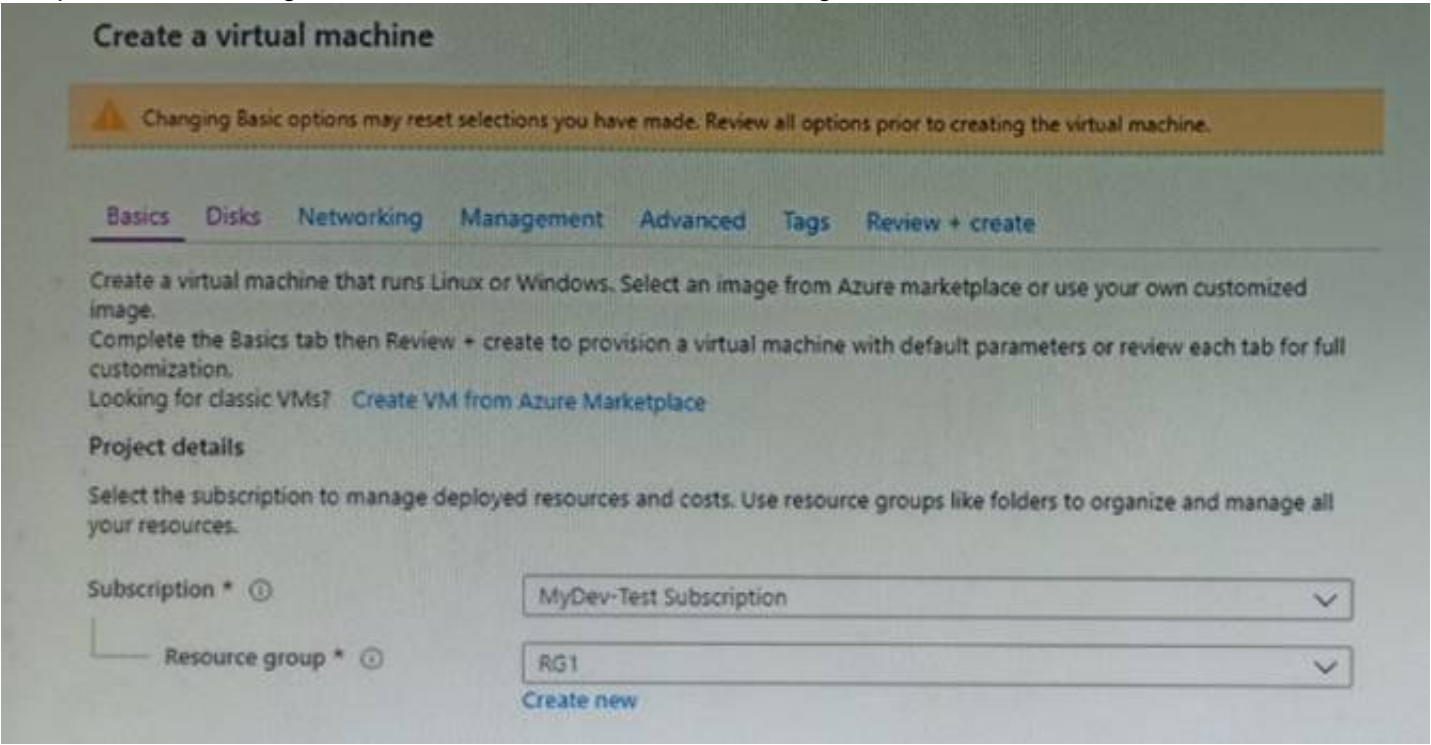 Create a virtual machine
Changing Basic options may reset selections you have made. Review all options prior to creating the virtual machine.
Basics Disks Networking Management Advanced Tags Review + create
Create a virtual machine that runs Linux or Windows. Select an image from Azure marketplace or use your own customized
image.
Complete the Basics tab then Review + create to provision a virtual machine with default parameters or review each tab for full
customization.
Looking for classic VMs? Create VM from Azure Marketplace
Project details
Select the subscription to manage deployed resources and costs. Use resource groups like folders to organize and manage all
your resources.
Subscription * MyDev-Test Subscription
Resource group * RG1
Create new